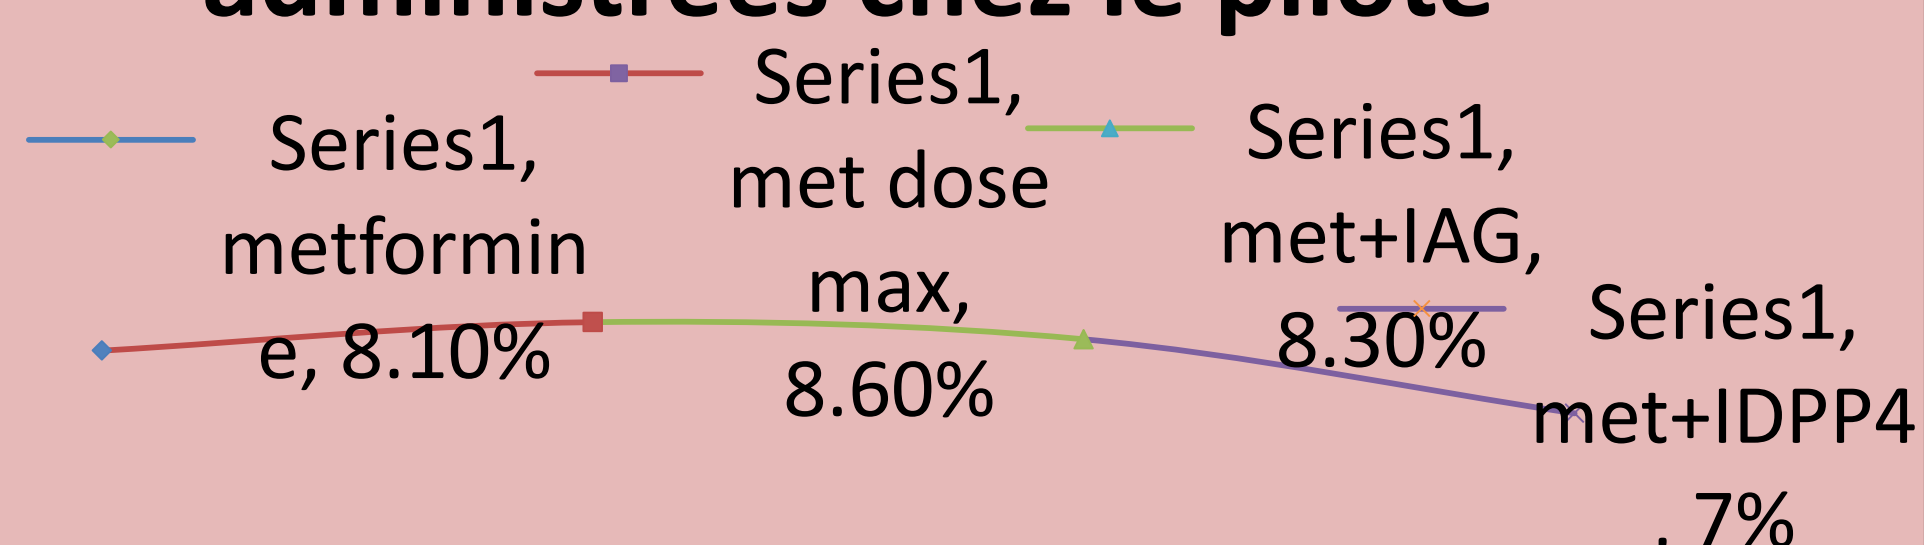 administrées chez le pilote
Series1,
metformin
e, 8.10%
Series1,
met dose
max,
8.60%
Series1,
met+IAG,
8.30%
Series1,
met+IDPP4
, 7%